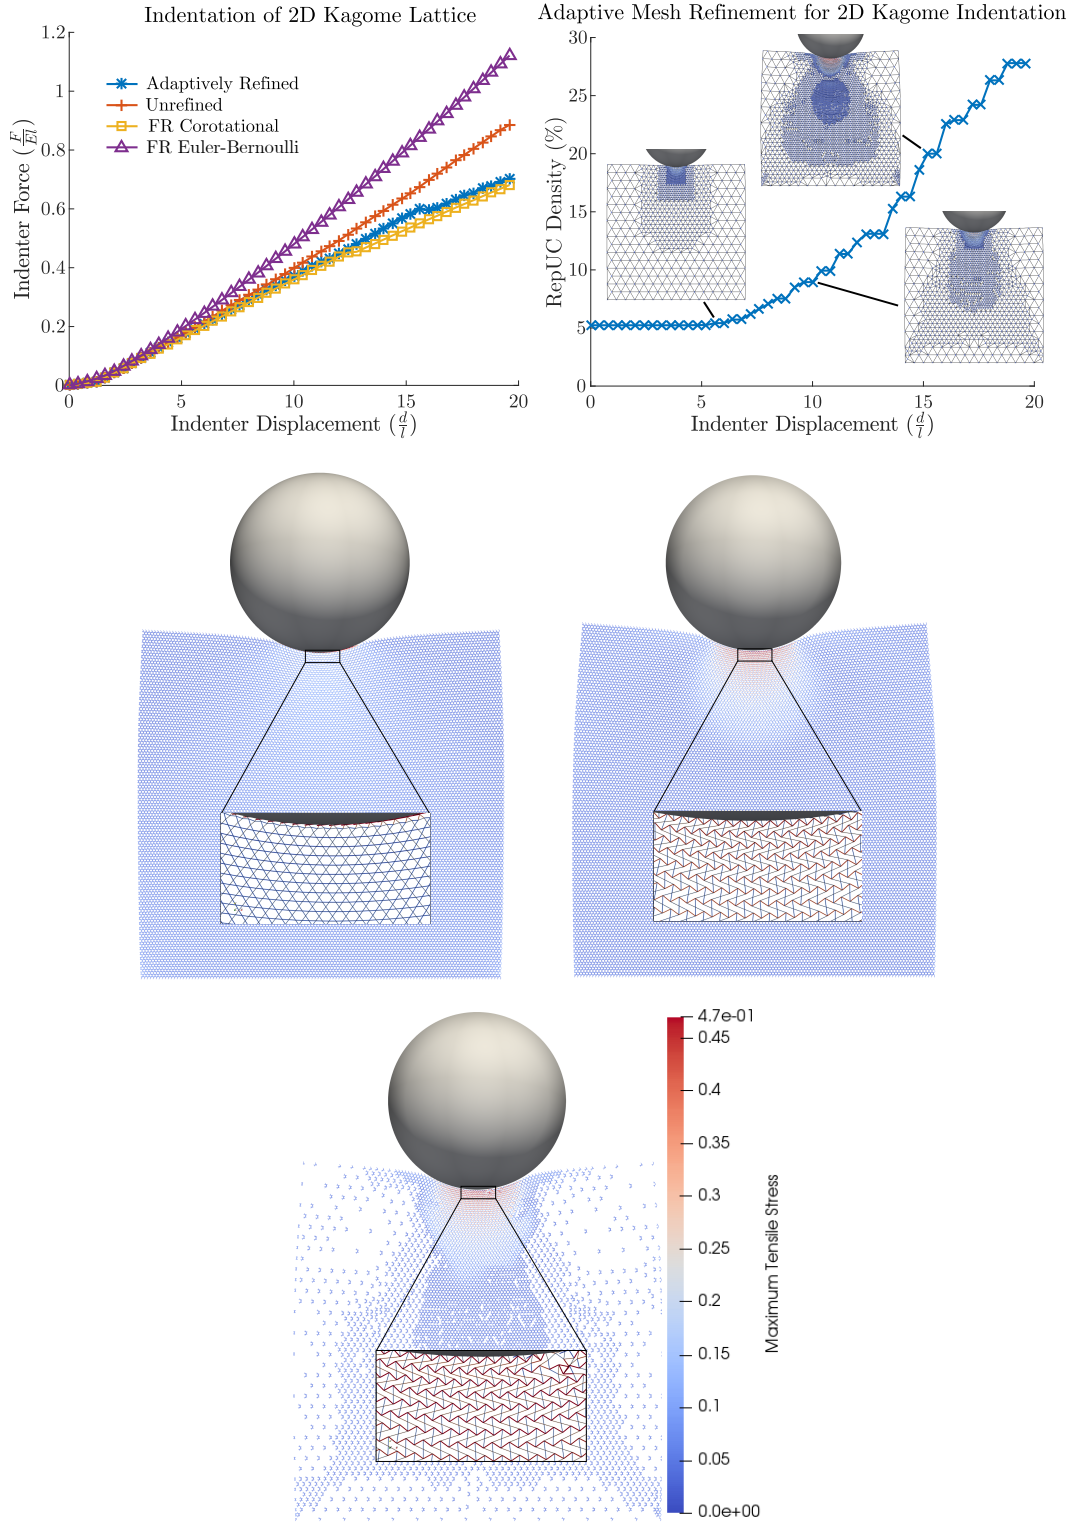 Indentation of 2D Kagome Lattice
1.2
1
0.8
0.6
0.4
0.2
0
Indenter Force (F/El)
Adaptively Refined
Unrefined
FR Corotational
FR Euler-Bernoulli
0 5 10 15 20
Indenter Displacement (d/l)
Adaptive Mesh Refinement for 2D Kagome Indentation
30
25
20
15
10
5
0
RepUC Density (%)
0 5 10 15 20
Indenter Displacement (d/l)
4.7e-01
0.45
0.4
0.35
0.3
0.25
0.2
0.15
0.1
0.05
0.0e+00
Maximum Tensile Stress